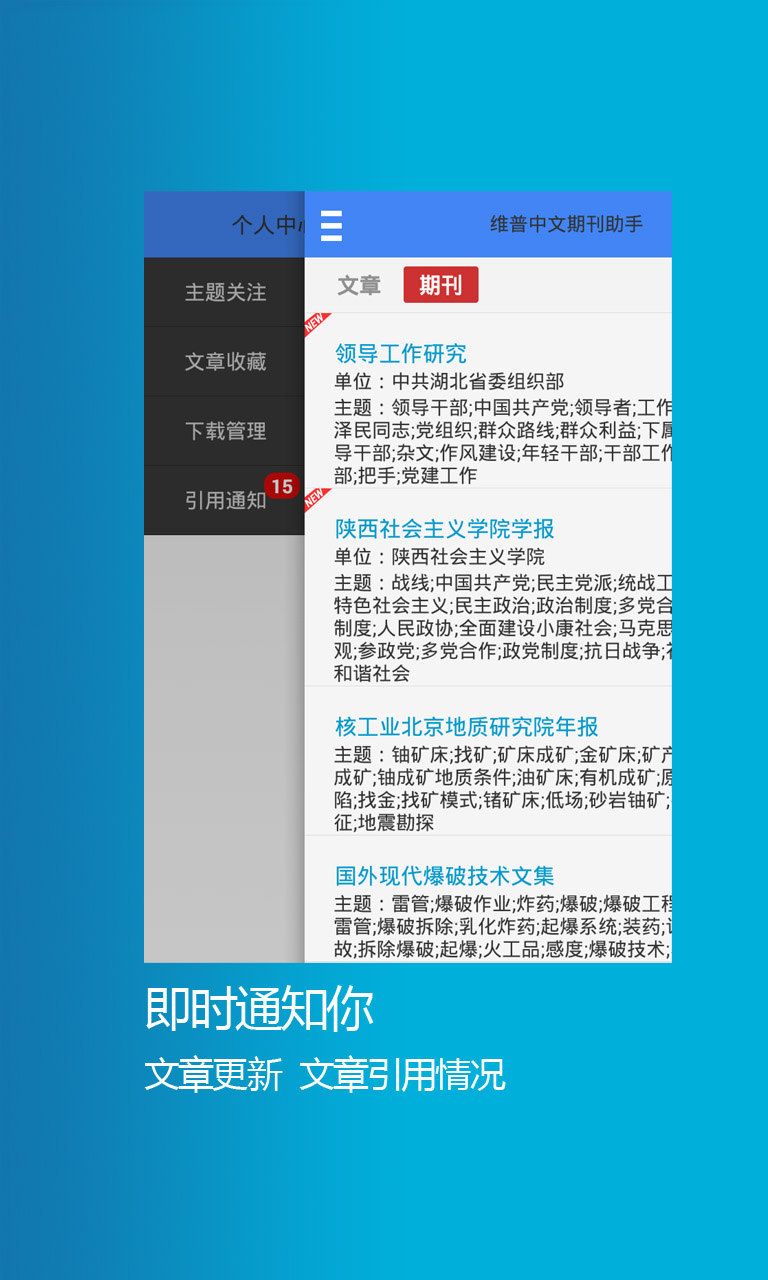 个人中心
维普中文期刊助手
主题关注
文章收藏
下载管理
引用通知
15
文章
期刊
NEW
领导工作研究
单位：中共湖北省委组织部
主题：领导干部;中国共产党;领导者;工作
泽民同志;党组织;群众路线;群众利益;下属
导干部;杂文;作风建设;年轻干部;干部工作
部;把手;党建工作
NEW
陕西社会主义学院学报
单位：陕西社会主义学院
主题：战线;中国共产党;民主党派;统战工
特色社会主义;民主政治;政治制度;多党合
制度;人民政协;全面建设小康社会;马克思
观;参政党;多党合作;政党制度;抗日战争;社
和谐社会
核工业北京地质研究院年报
主题：铀矿床;找矿;矿床成矿;金矿床;矿产
成矿;铀成矿地质条件;油矿床;有机成矿;原
陷;找金;找矿模式;锗矿床;低场;砂岩铀矿;
征;地震勘探
国外现代爆破技术文集
主题：雷管;爆破作业;炸药;爆破;爆破工程
雷管;爆破拆除;乳化炸药;起爆系统;装药;
故;拆除爆破;起爆;火工品;感度;爆破技术;
即时通知你
文章更新 文章引用情况